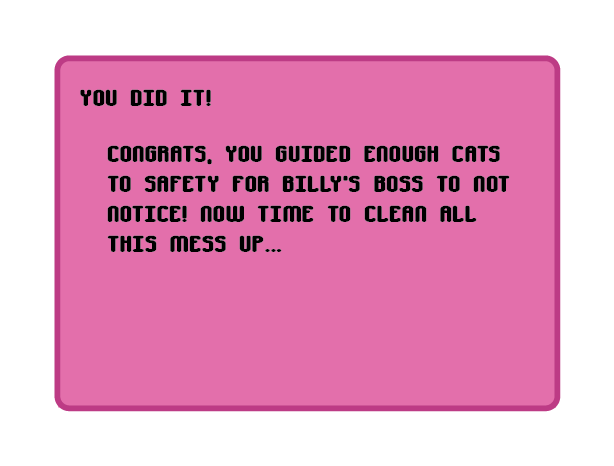 YOU DID IT!
CONGRATS, YOU GUIDED ENOUGH CATS
TO SAFETY FOR BILLY'S BOSS TO NOT
NOTICE! NOW TIME TO CLEAN ALL
THIS MESS UP...